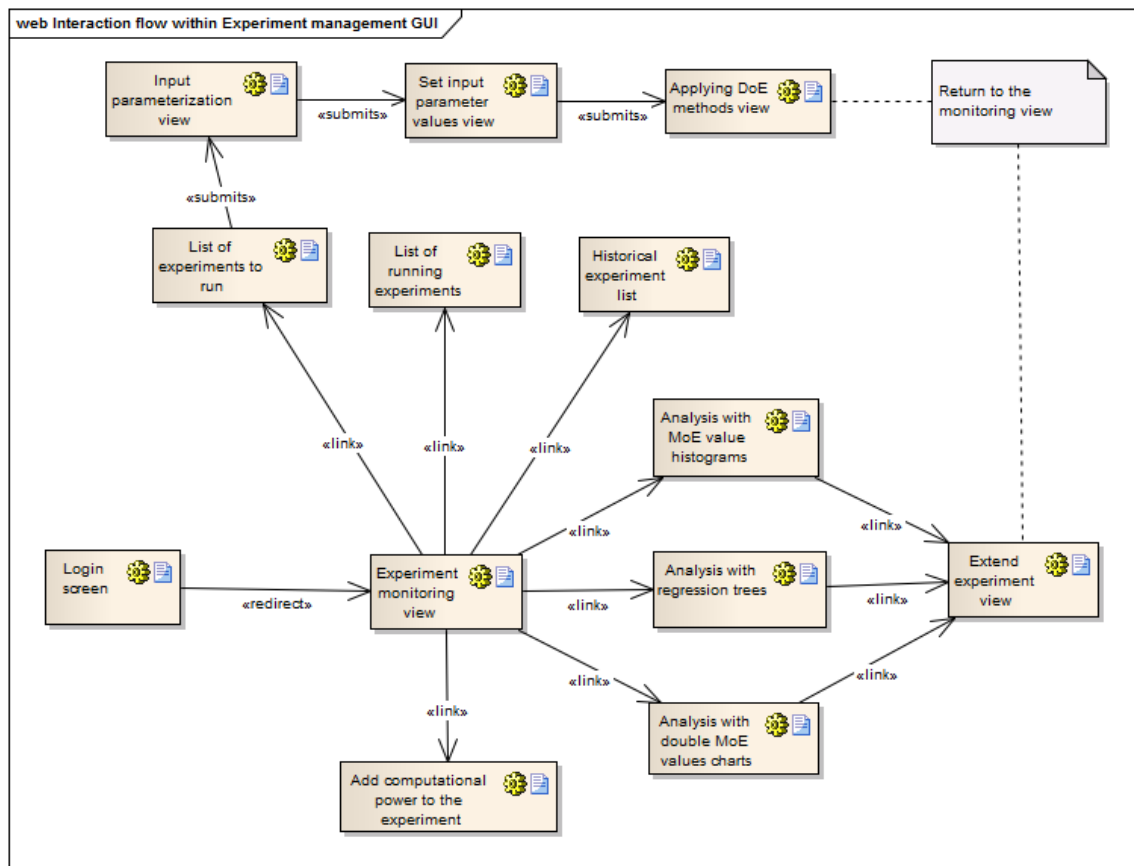 web Interaction flow within Experiment management GUI
Input
parameterization
view
«submits»
Set input
parameter
values view
«submits»
Applying DoE
methods view
Return to the
monitoring view
«submits»
List of
experiments to
run
List of
running
experiments
Historical
experiment
list
«link»
«link»
«link»
Analysis with
MoE value
histograms
«link»
«link»
Login
screen
«redirect»
Experiment
monitoring
view
«link»
Analysis with
regression trees
«link»
Extend
experiment
view
«link»
«link»
«link»
Analysis with
double MoE
values charts
Add computational
power to the
experiment